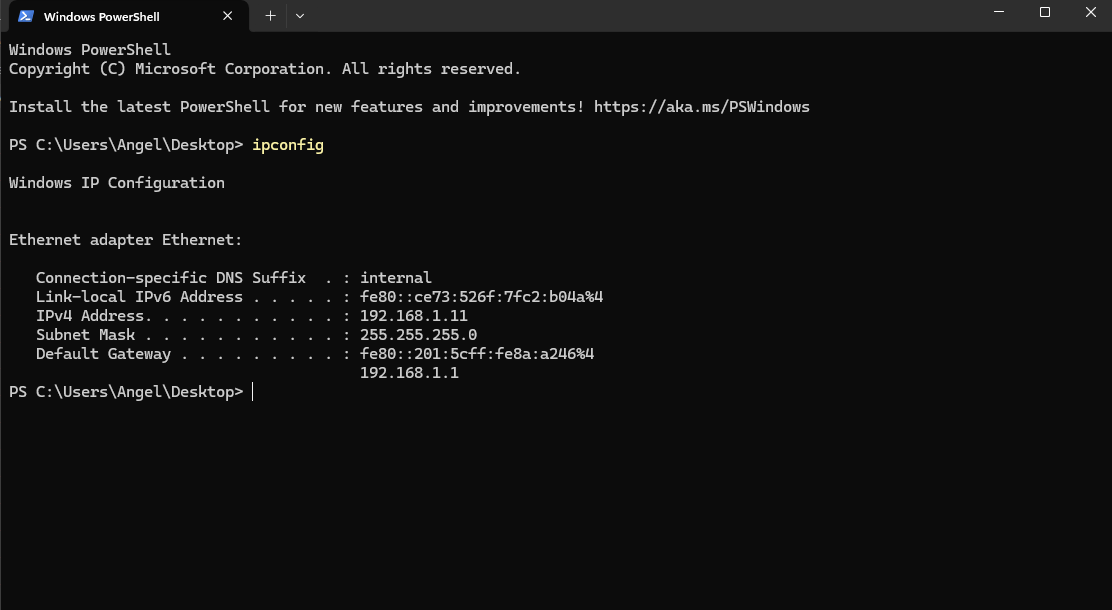 Windows PowerShell
Windows PowerShell
Copyright (C) Microsoft Corporation. All rights reserved.
Install the latest PowerShell for new features and improvements! https://aka.ms/PSWindows
PS C:\Users\Angel\Desktop> ipconfig
Windows IP Configuration
Ethernet adapter Ethernet:
   Connection-specific DNS Suffix  . : internal
   Link-local IPv6 Address . . . . . : fe80::ce73:526f:7fc2:b04a%4
   IPv4 Address. . . . . . . . . . . : 192.168.1.11
   Subnet Mask . . . . . . . . . . . : 255.255.255.0
   Default Gateway . . . . . . . . . : fe80::201:5cff:fe8a:a246%4
                                       192.168.1.1
PS C:\Users\Angel\Desktop>